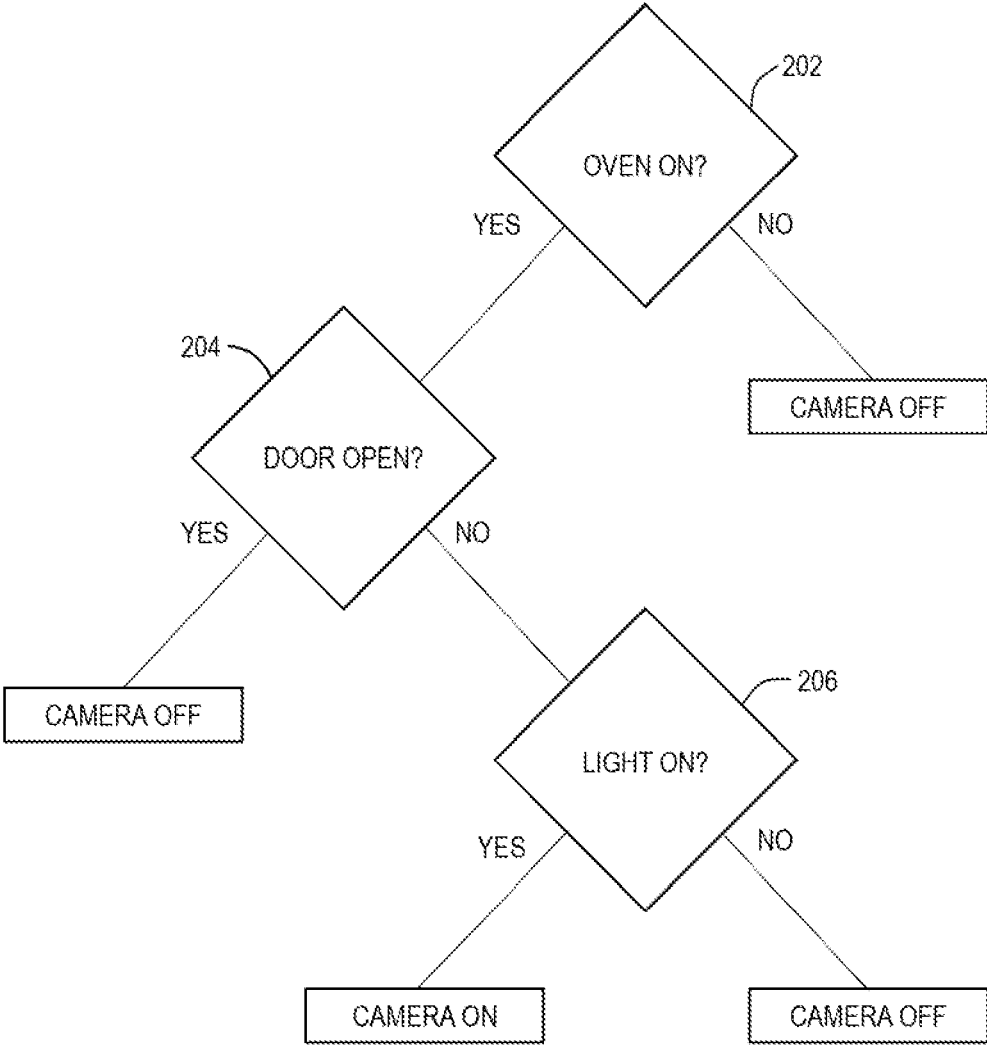 202
OVEN ON?
YES
NO
204
CAMERA OFF
DOOR OPEN?
YES
NO
206
CAMERA OFF
LIGHT ON?
YES
NO
CAMERA ON
CAMERA OFF